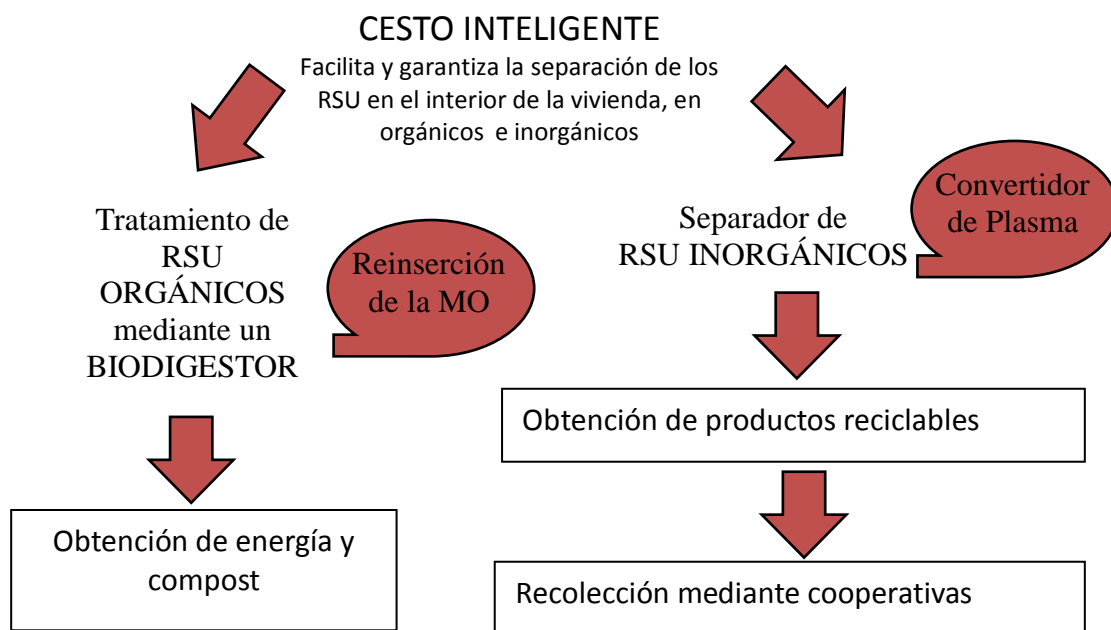 CESTO INTELIGENTE
Facilita y garantiza la separación de los
RSU en el interior de la vivienda, en
orgánicos e inorgánicos
Tratamiento de
RSU
ORGÁNICOS
mediante un
BIODIGESTOR
Reinserción
de la MO
Separador de
RSU INORGÁNICOS
Convertidor
de Plasma
Obtención de productos reciclables
Obtención de energía y
compost
Recolección mediante cooperativas